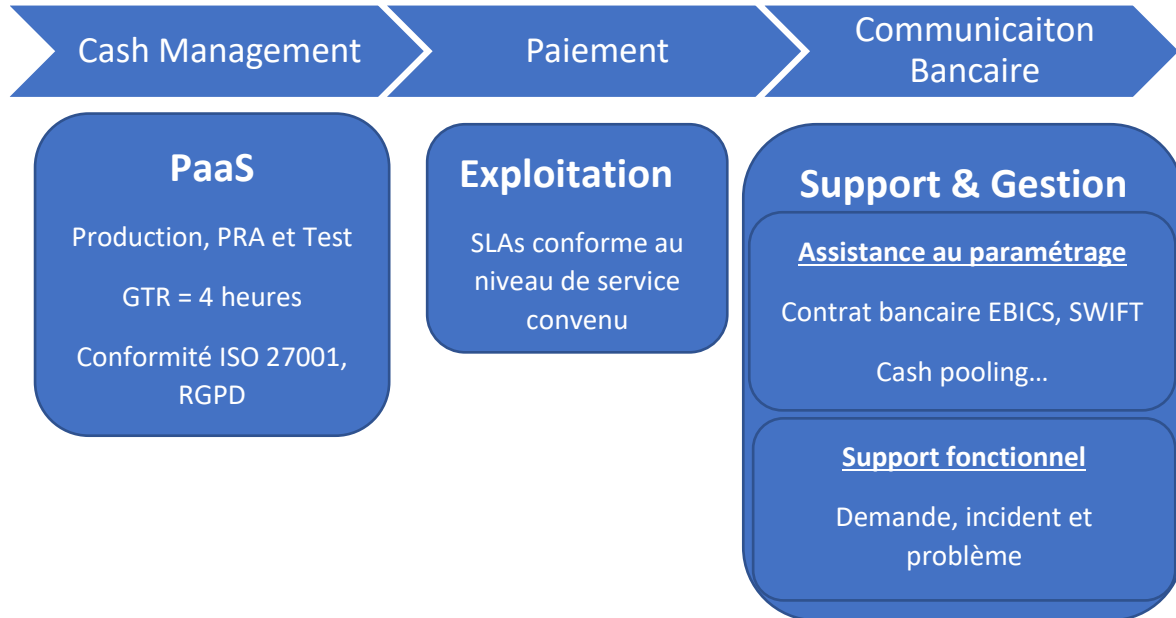 Cash Management
Paiement
Communicaiton
Bancaire
PaaS
Production, PRA et Test
GTR = 4 heures
Conformité ISO 27001,
RGPD
Exploitation
SLAs conforme au
niveau de service
convenu
Support & Gestion
Assistance au paramétrage
Contrat bancaire EBICS, SWIFT
Cash pooling…
Support fonctionnel
Demande, incident et
problème